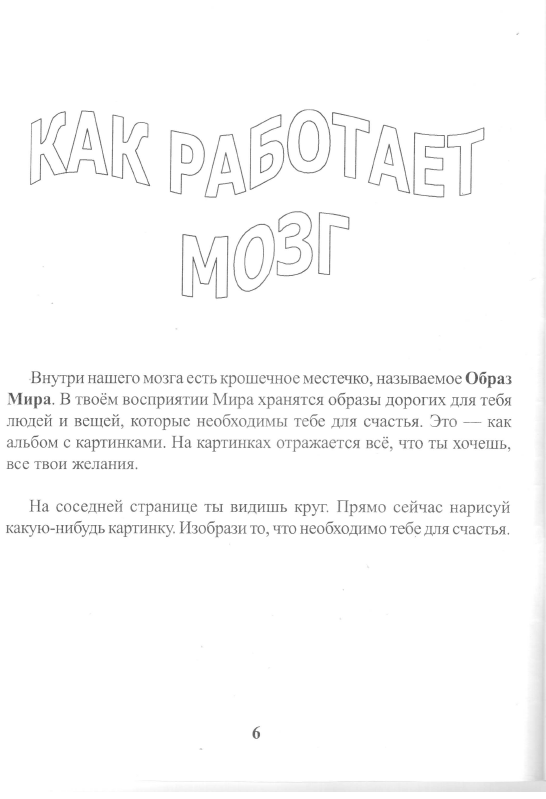 КАК РАБОТАЕТ
МОЗГ
Внутри нашего мозга есть крошечное местечко, называемое Образ
Мира. В твоём восприятии Мира хранятся образы дорогих для тебя
людей и вещей, которые необходимы тебе для счастья. Это — как
альбом с картинками. На картинках отражается всё, что ты хочешь,
все твои желания.
На соседней странице ты видишь круг. Прямо сейчас нарисуй
какую-нибудь картинку. Изобрази то, что необходимо тебе для счастья.
6